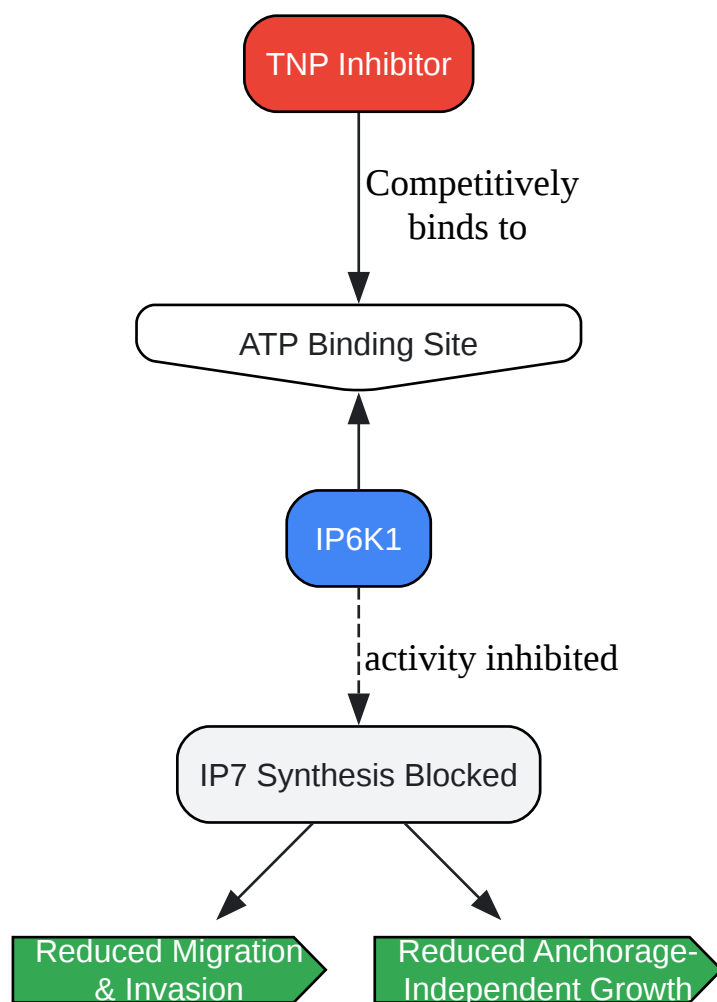 TNP Inhibitor
Competitively
binds to
ATP Binding Site
IP6K1
activity inhibited
IP7 Synthesis Blocked
Reduced Migration
& Invasion
Reduced Anchorage-
Independent Growth